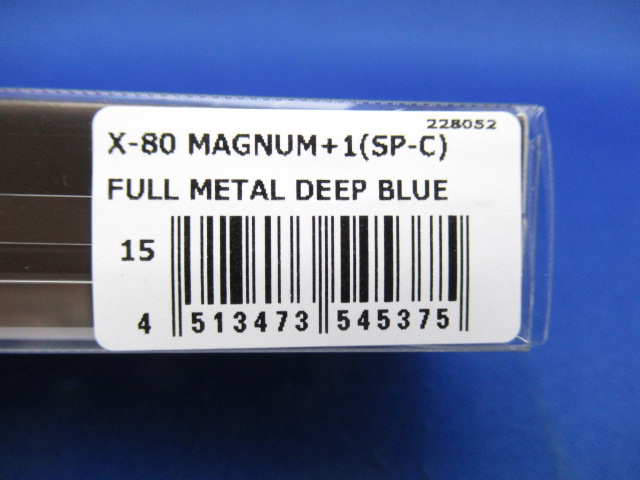 228052
X-80 MAGNUM+1(SP-C)
FULL METAL DEEP BLUE
15
4 513473 545375